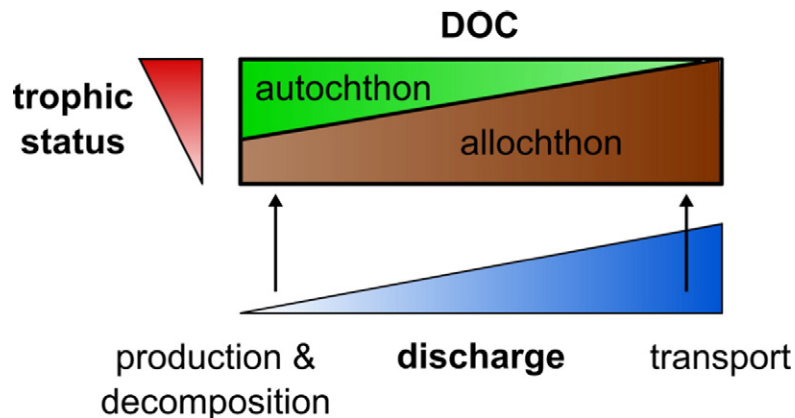 DOC
trophic
status
autochthon
allochthon
production &
decomposition
discharge
transport